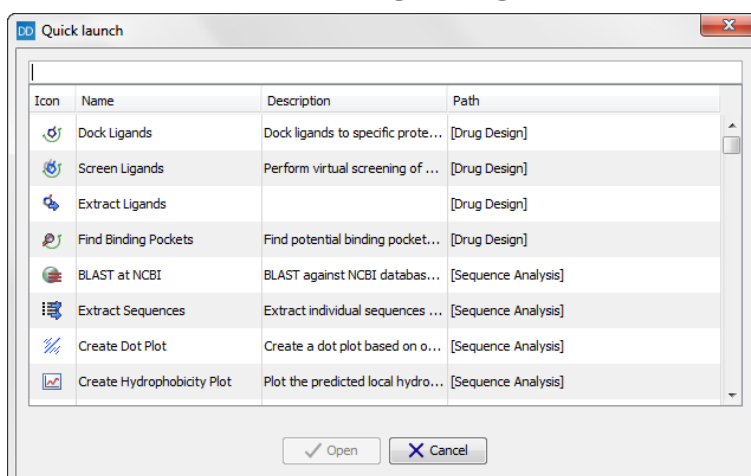 DD Quick launch
Icon Name Description Path
Dock Ligands Dock ligands to specific prote... [Drug Design]
Screen Ligands Perform virtual screening of ... [Drug Design]
Extract Ligands [Drug Design]
Find Binding Pockets Find potential binding pocket... [Drug Design]
BLAST at NCBI BLAST against NCBI databas... [Sequence Analysis]
Extract Sequences Extract individual sequences ... [Sequence Analysis]
Create Dot Plot Create a dot plot based on o... [Sequence Analysis]
Create Hydrophobicity Plot Plot the predicted local hydro... [Sequence Analysis]
Open Cancel